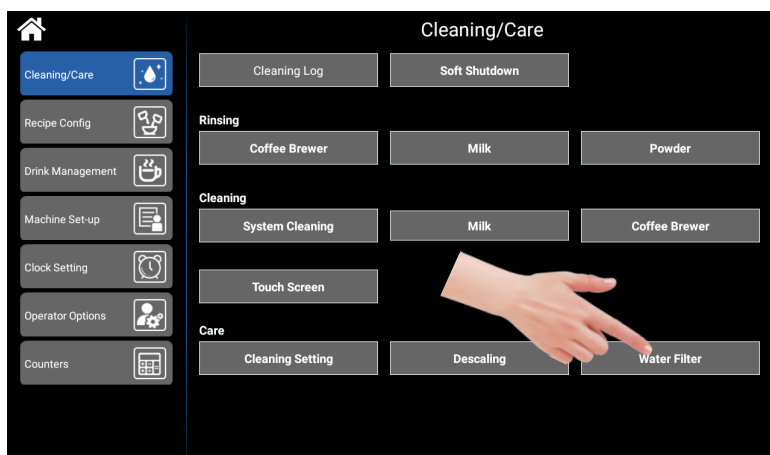 Cleaning/Care
Cleaning/Care
Cleaning Log
Soft Shutdown
Recipe Config
Rinsing
Coffee Brewer
Milk
Powder
Drink Management
Cleaning
Machine Set-up
System Cleaning
Milk
Coffee Brewer
Clock Setting
Touch Screen
Operator Options
Care
Counters
Cleaning Setting
Descaling
Water Filter